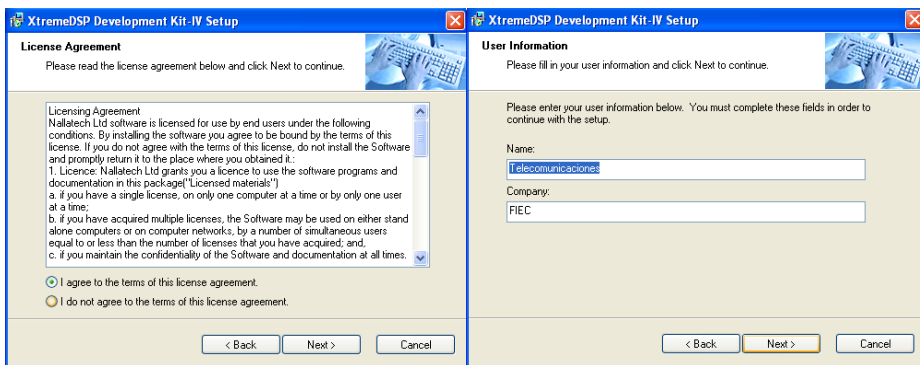 XtremeDSP Development Kit-IV Setup
License Agreement
Please read the license agreement below and click Next to continue.
Licensing Agreement
Nallatech Ltd software is licensed for use by end users under the following
conditions. By installing the software you agree to be bound by the terms of this
license. If you do not agree with the terms of this license, do not install the Software
and promptly return it to the place where you obtained it.:
1. Licence: Nallatech Ltd grants you a licence to use the software programs and
documentation in this package("Licensed materials")
a. if you have a single license, on only one computer at a time or by only one user
at a time;
b. if you have acquired multiple licenses, the Software may be used on either stand
alone computers or on computer networks, by a number of simultaneous users
equal to or less than the number of licenses that you have acquired; and,
c. if you maintain the confidentiality of the Software and documentation at all times.
I agree to the terms of this license agreement.
I do not agree to the terms of this license agreement.
< Back
Next >
Cancel
XtremeDSP Development Kit-IV Setup
User Information
Please fill in your user information and click Next to continue.
Please enter your user information below. You must complete these fields in order to
continue with the setup.
Name:
Telecomunicaciones
Company:
FIEC
< Back
Next >
Cancel